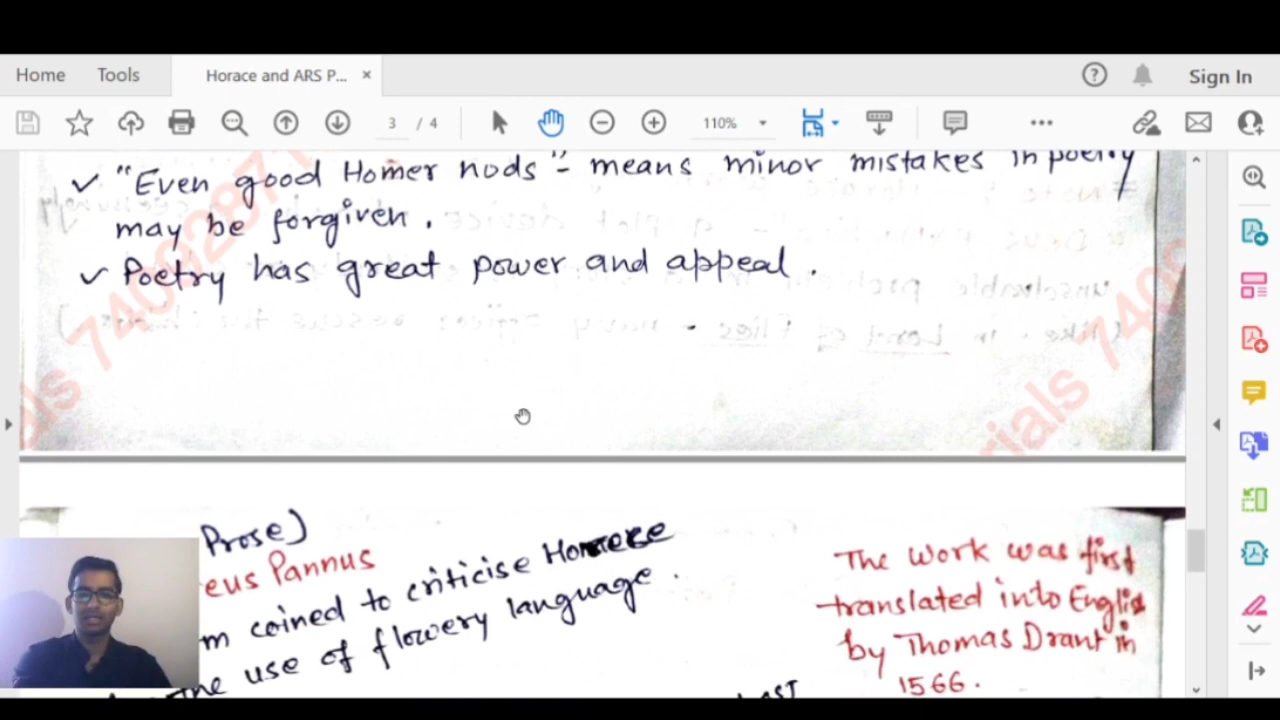 Home
Tools
Horace and ARS P... ×
Sign In
3 / 4
110%
✓ "Even good Homer nods" - means minor mistakes in poetry
may be forgiven.
✓ Poetry has great power and appeal.
Prose)
eus Pannus
m coined to criticise
the use of flowery language.
The work was first
translated into Englis
by Thomas Drant in
1566.